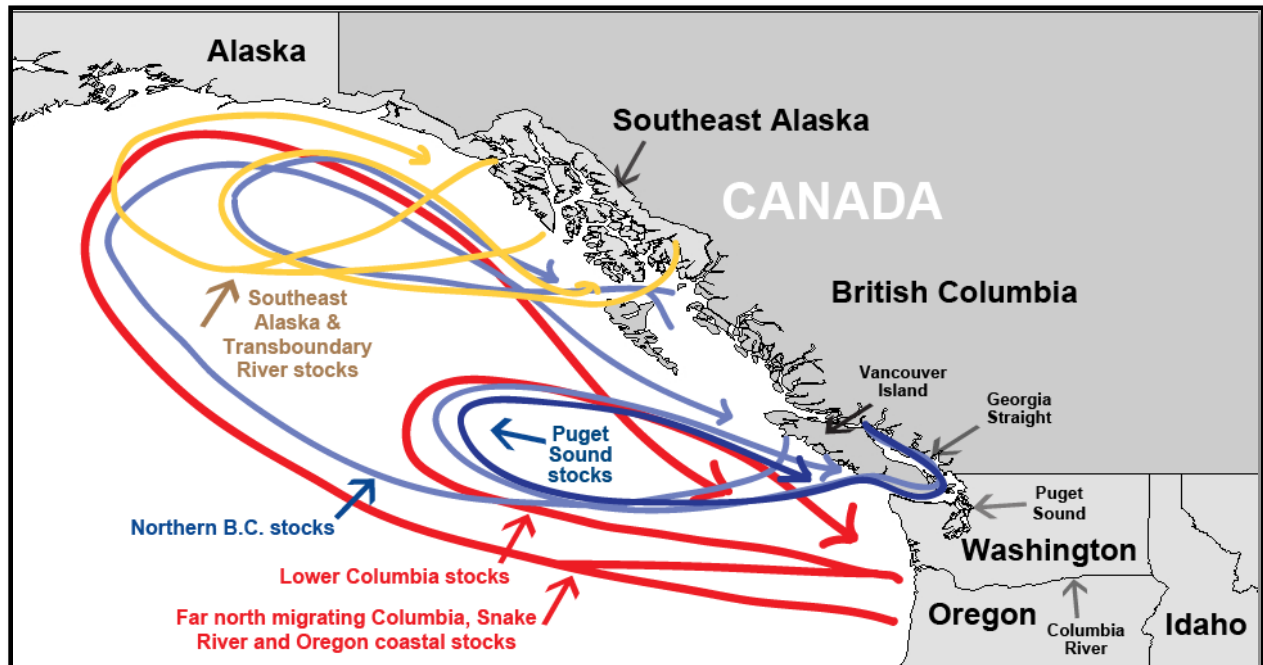 Alaska
Southeast Alaska
CANADA
British Columbia
Southeast
Alaska &
Transboundary
River stocks
Vancouver
Island
Georgia
Straight
Puget
Sound
stocks
Northern B.C. stocks
Puget
Sound
Washington
Lower Columbia stocks
Far north migrating Columbia, Snake
River and Oregon coastal stocks
Oregon
Columbia
River
Idaho